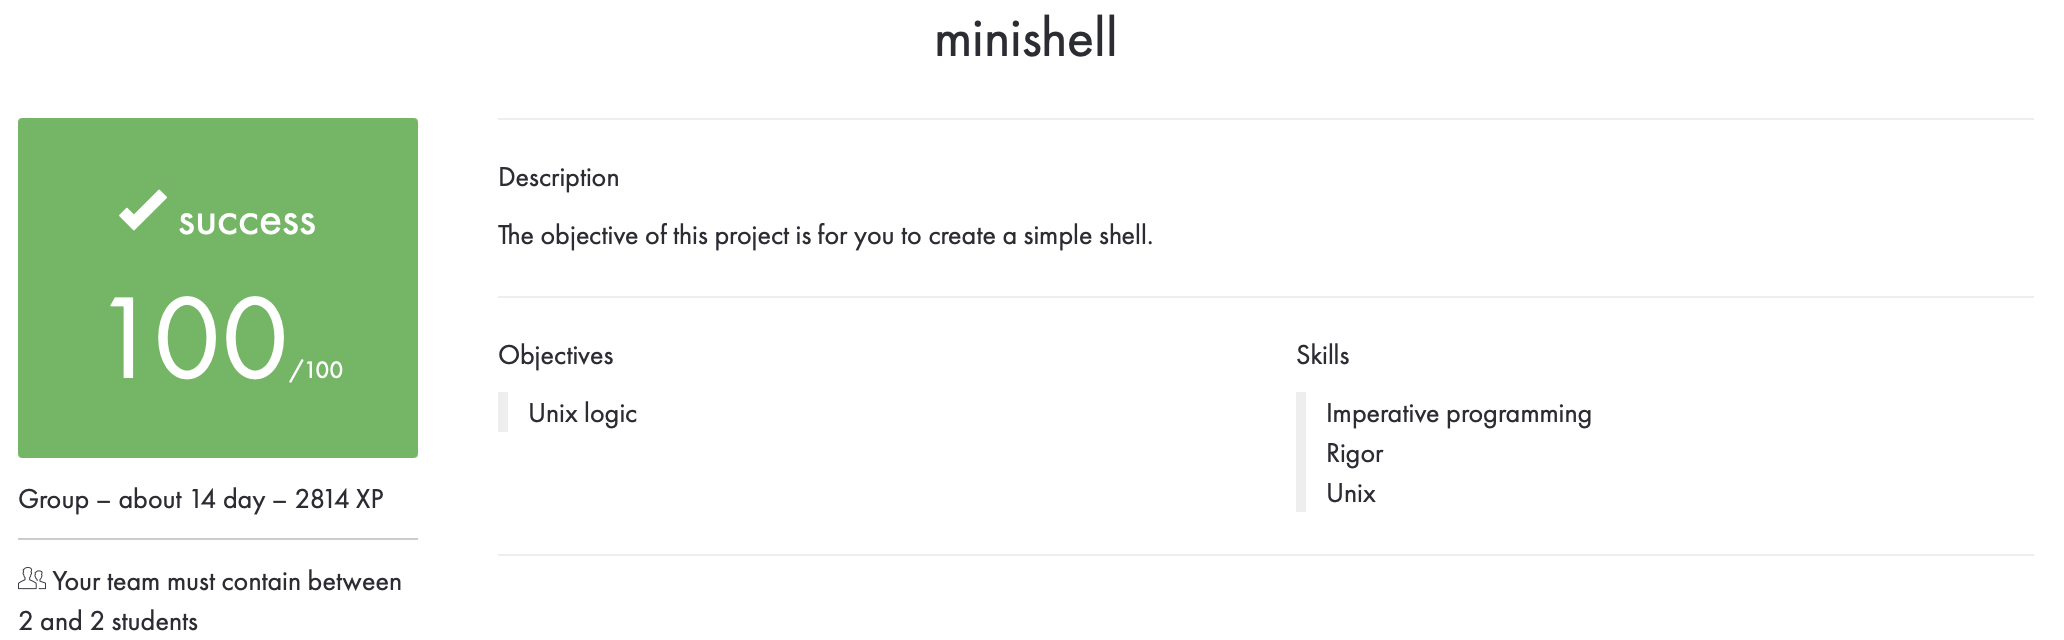 minishell
success
100/100
Group – about 14 day – 2814 XP
Your team must contain between
2 and 2 students
Description
The objective of this project is for you to create a simple shell.
Objectives
Unix logic
Skills
Imperative programming
Rigor
Unix